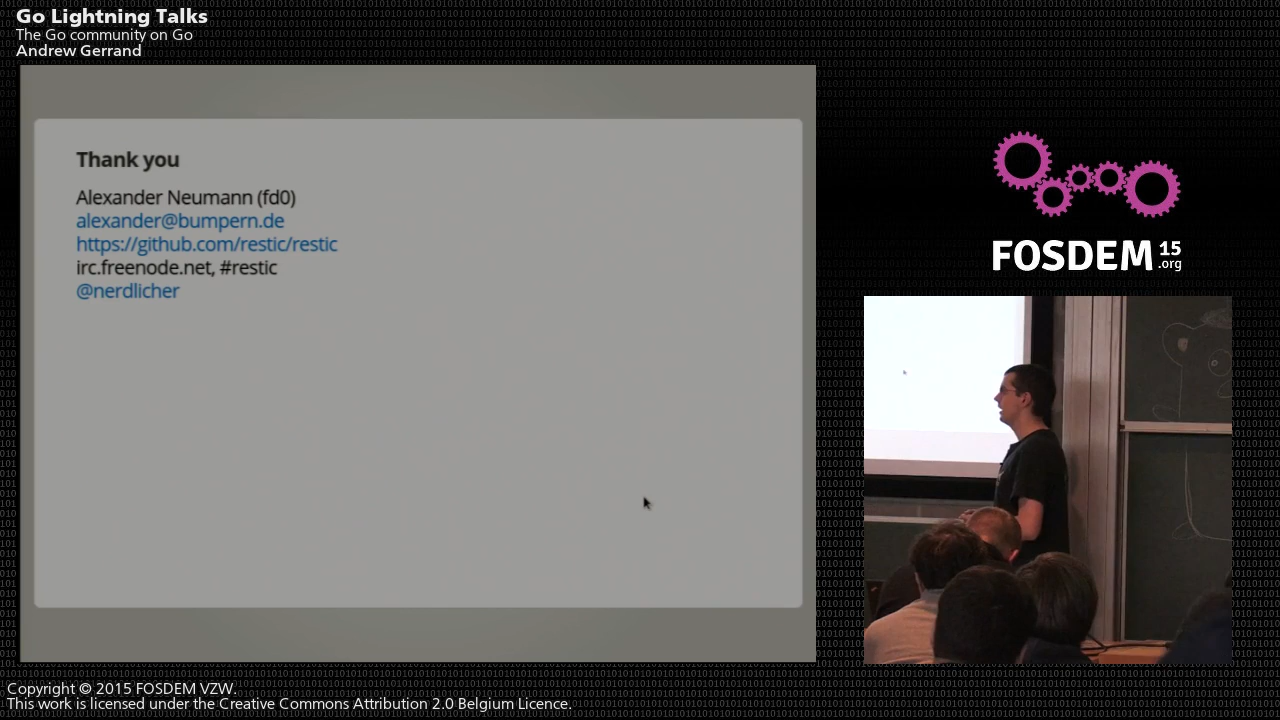 Go Lightning Talks
The Go community on Go
Andrew Gerrand
Thank you
Alexander Neumann (fd0)
alexander@bumpern.de
https://github.com/restic/restic
irc.freenode.net, #restic
@nerdlicher
FOSDEM 15
.org
Copyright © 2015 FOSDEM VZW.
This work is licensed under the Creative Commons Attribution 2.0 Belgium Licence.